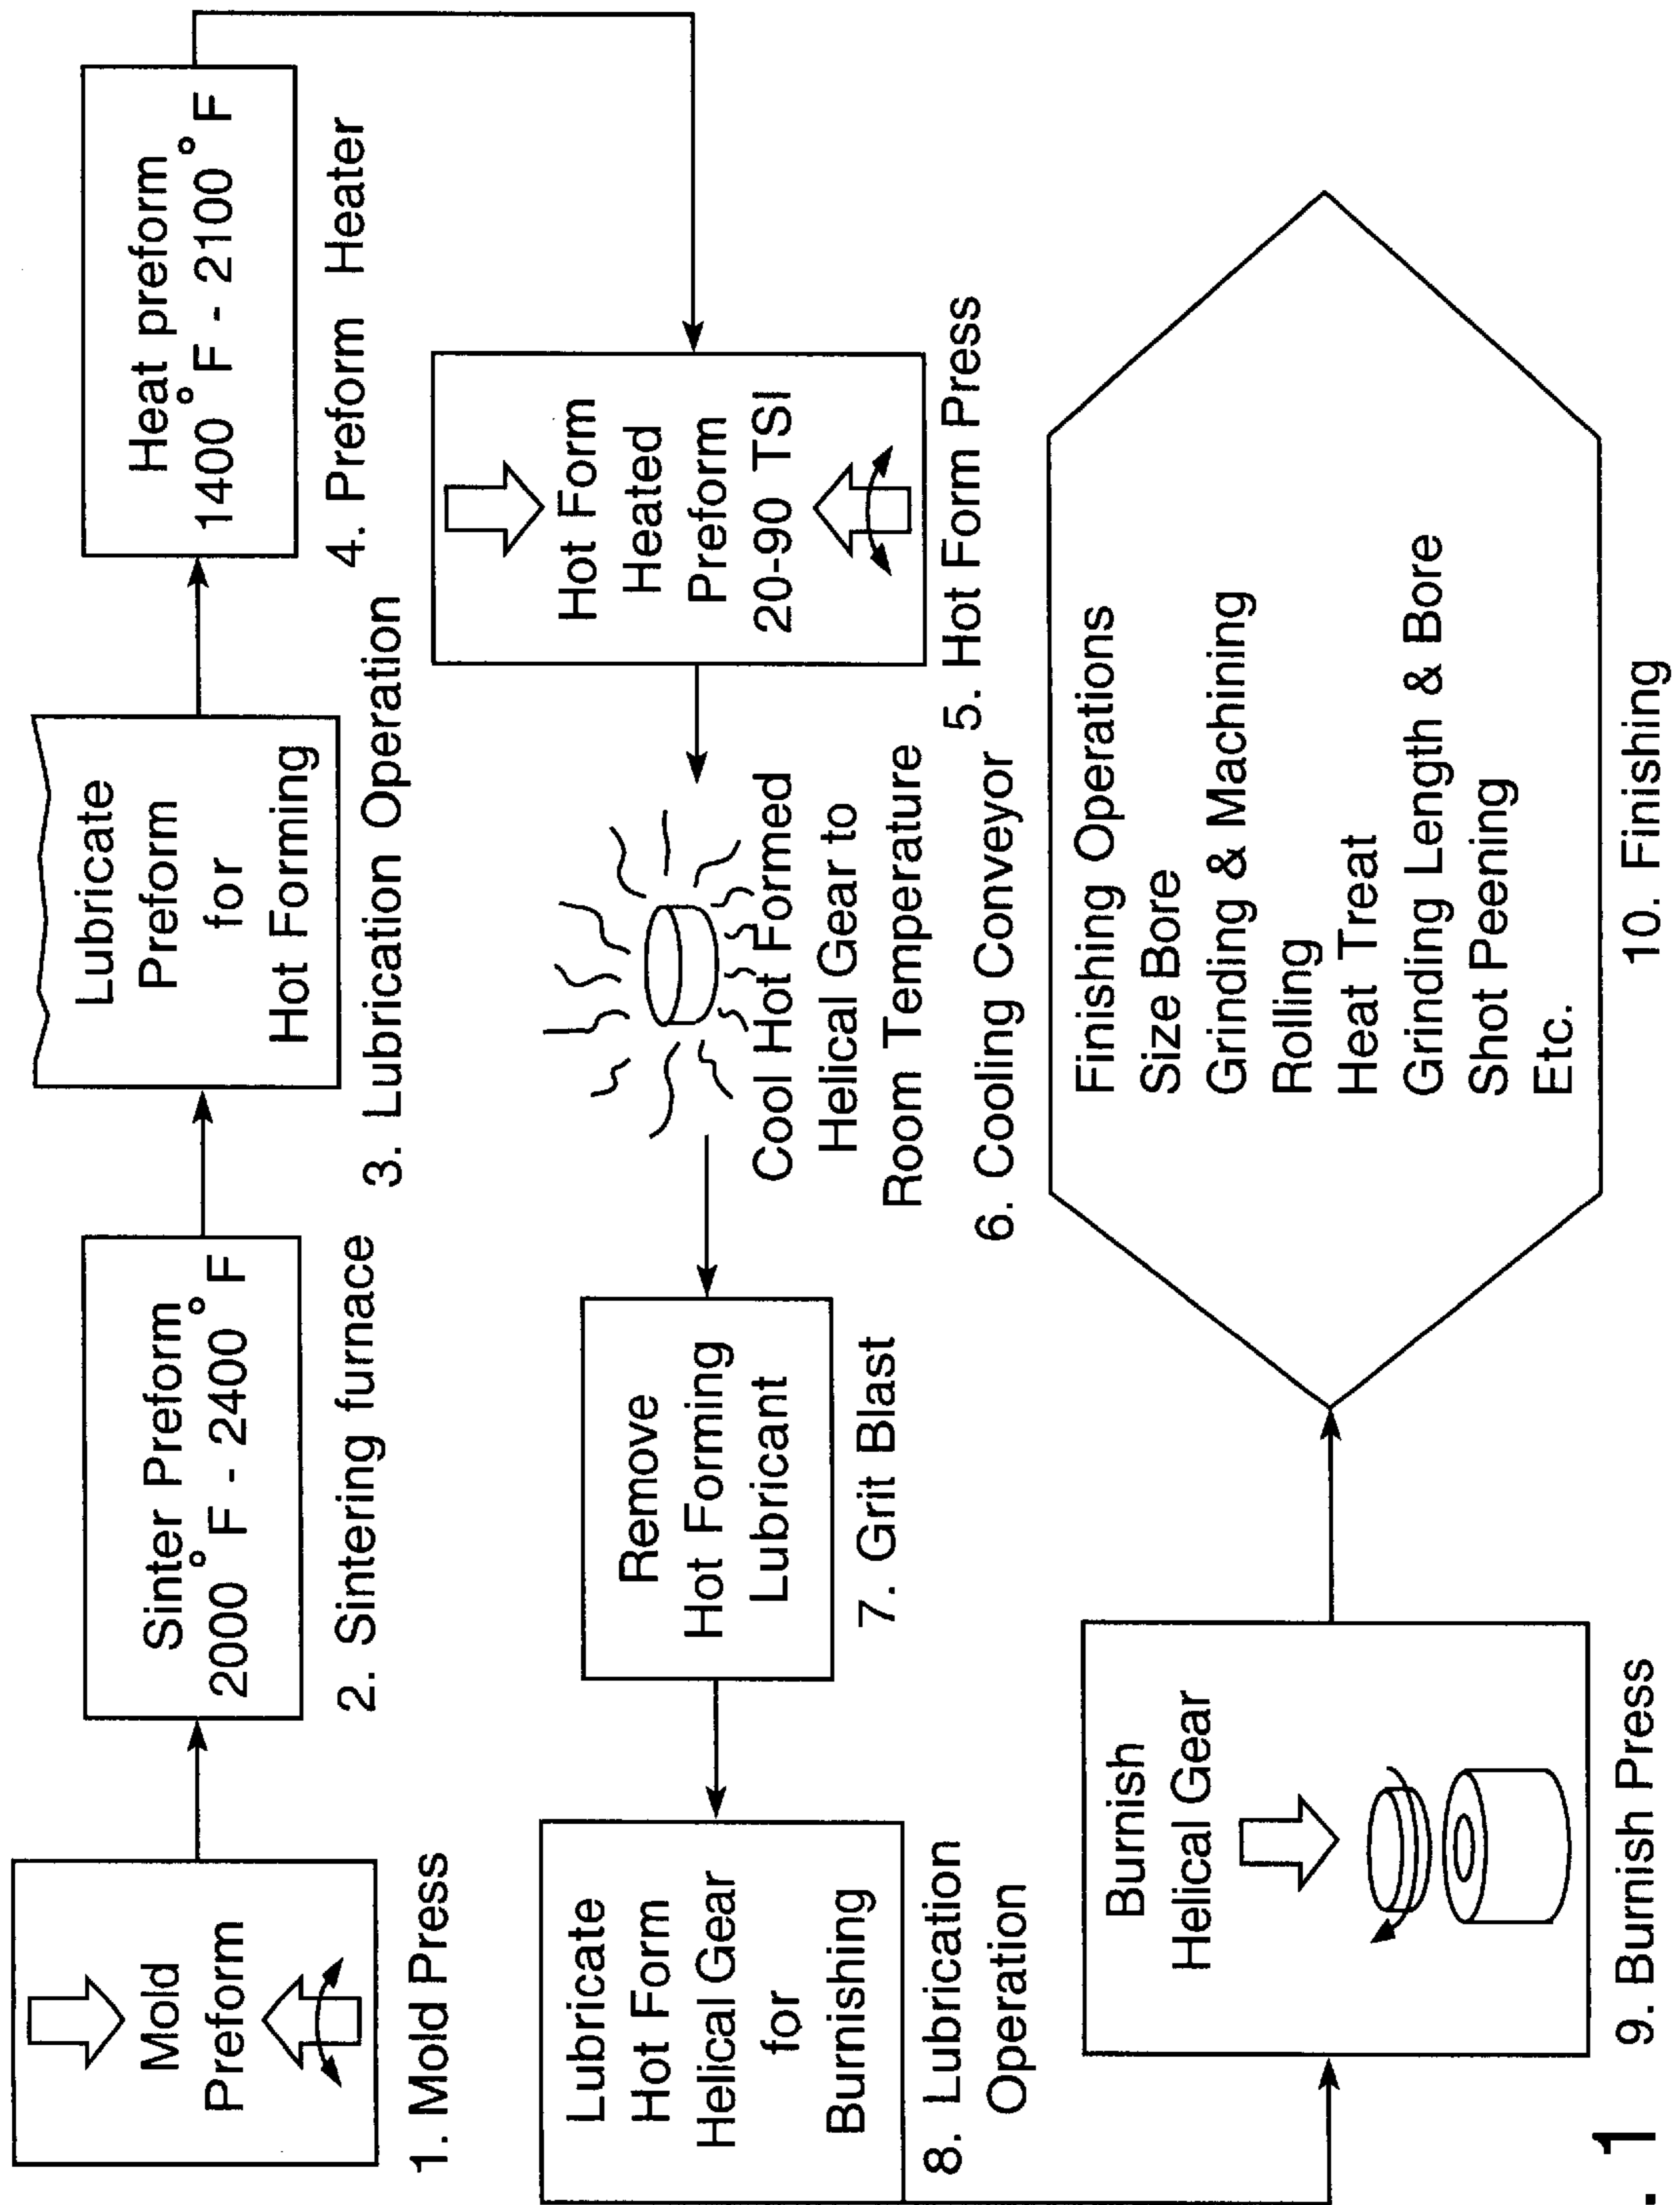 Mold
Preform
1. Mold Press
Sinter Preform
2000°F - 2400°F
2. Sintering furnace
Lubricate
Preform
for
Hot Forming
3. Lubrication Operation
Heat preform
1400°F - 2100°F
4. Preform Heater
Hot Form
Heated
Preform
20-90 TSI
5. Hot Form Press
Cool Hot Formed
Helical Gear to
Room Temperature
6. Cooling Conveyor
Remove
Hot Forming
Lubricant
7. Grit Blast
Lubricate
Hot Form
Helical Gear
for
Burnishing
8. Lubrication
Operation
Burnish
Helical Gear
9. Burnish Press
Finishing Operations
Size Bore
Grinding & Machining
Rolling
Heat Treat
Grinding Length & Bore
Shot Peening
Etc.
10. Finishing
. 1